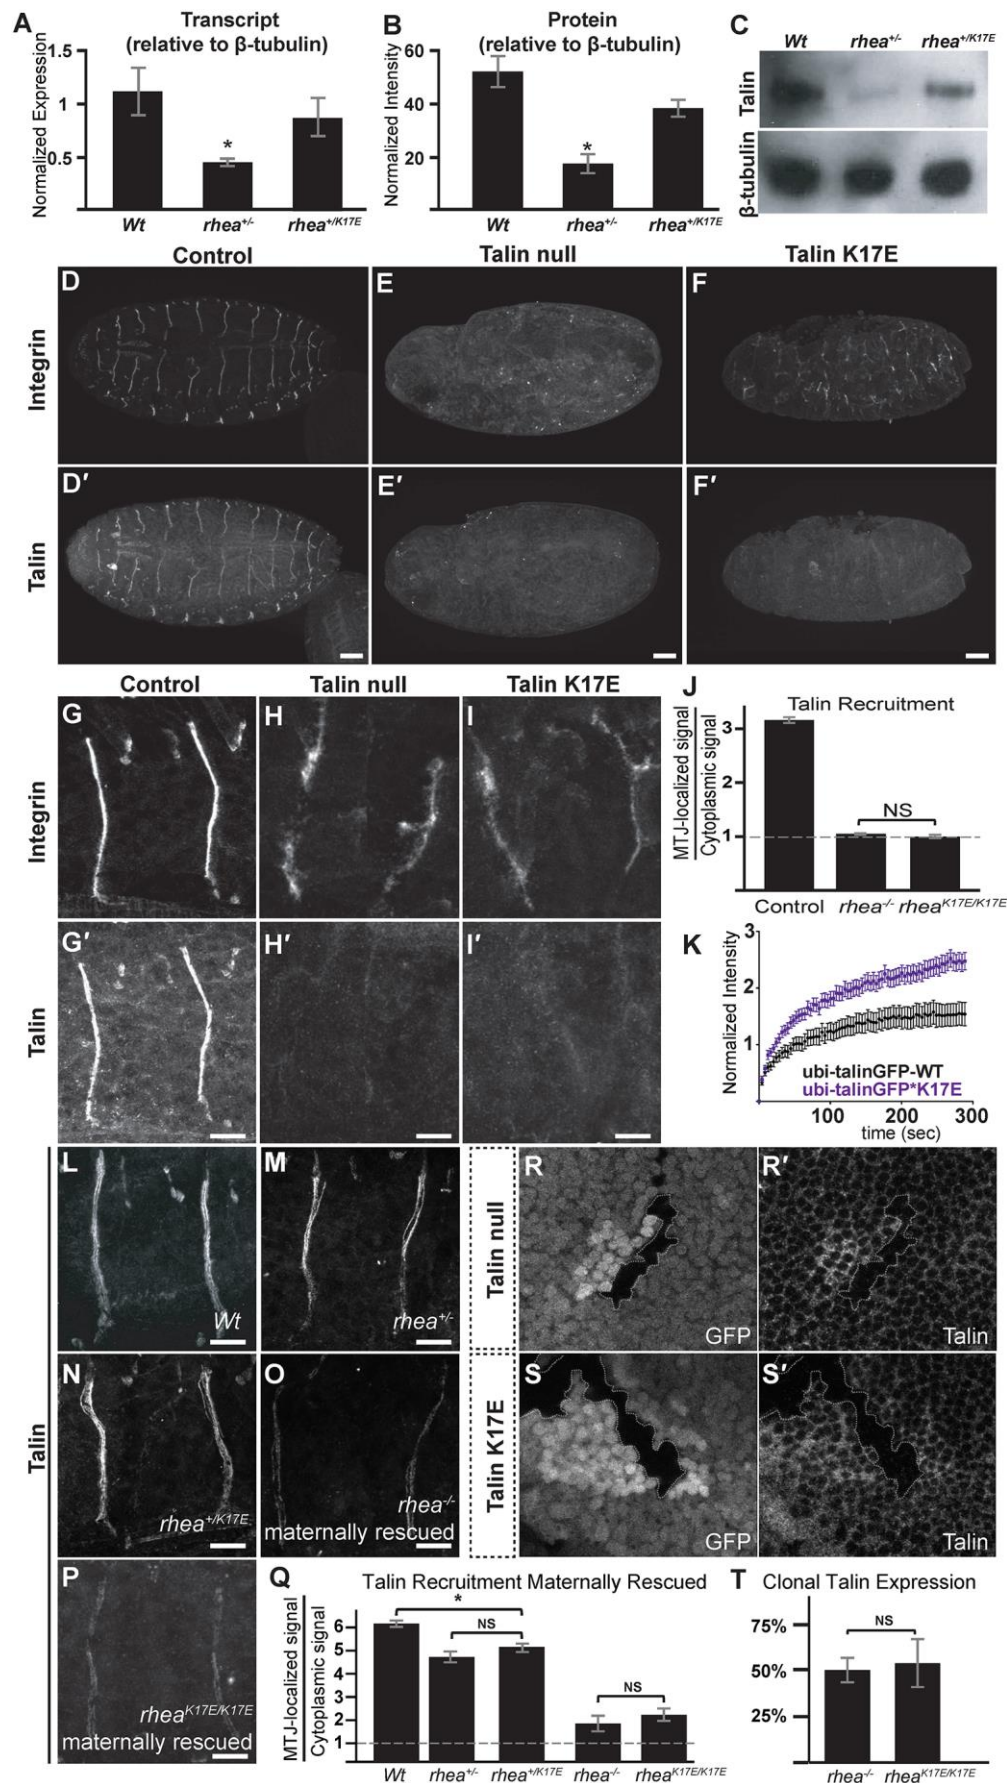 A
Transcript
(relative to β-tubulin)
Normalized Expression
1.5
1
0.5
*
Wt
rhea+/-
rhea+/K17E
B
Protein
(relative to β-tubulin)
Normalized Intensity
60
40
20
*
Wt
rhea+/-
rhea+/K17E
C
Wt
rhea+/-
rhea+/K17E
Talin
β-tubulin
Control
Talin null
Talin K17E
Integrin
D
E
F
Talin
D′
E′
F′
Control
Talin null
Talin K17E
Integrin
G
H
I
Talin
G′
H′
I′
J
Talin Recruitment
MTJ-localized signal
Cytoplasmic signal
3
2
1
NS
Control
rhea-/-
rheaK17E/K17E
K
Normalized Intensity
3
2
1
ubi-talinGFP-WT
ubi-talinGFP*K17E
100
200
300
time (sec)
Talin
L
Wt
M
rhea+/-
N
rhea+/K17E
O
rhea-/-
maternally rescued
P
rheaK17E/K17E
maternally rescued
Talin null
R
GFP
R′
Talin
Talin K17E
S
GFP
S′
Talin
Q
Talin Recruitment Maternally Rescued
MTJ-localized signal
Cytoplasmic signal
6
5
4
3
2
1
*
NS
NS
Wt
rhea+/-
rhea+/K17E
rhea-/-
rheaK17E/K17E
T
Clonal Talin Expression
75%
50%
25%
NS
rhea-/-
rheaK17E/K17E